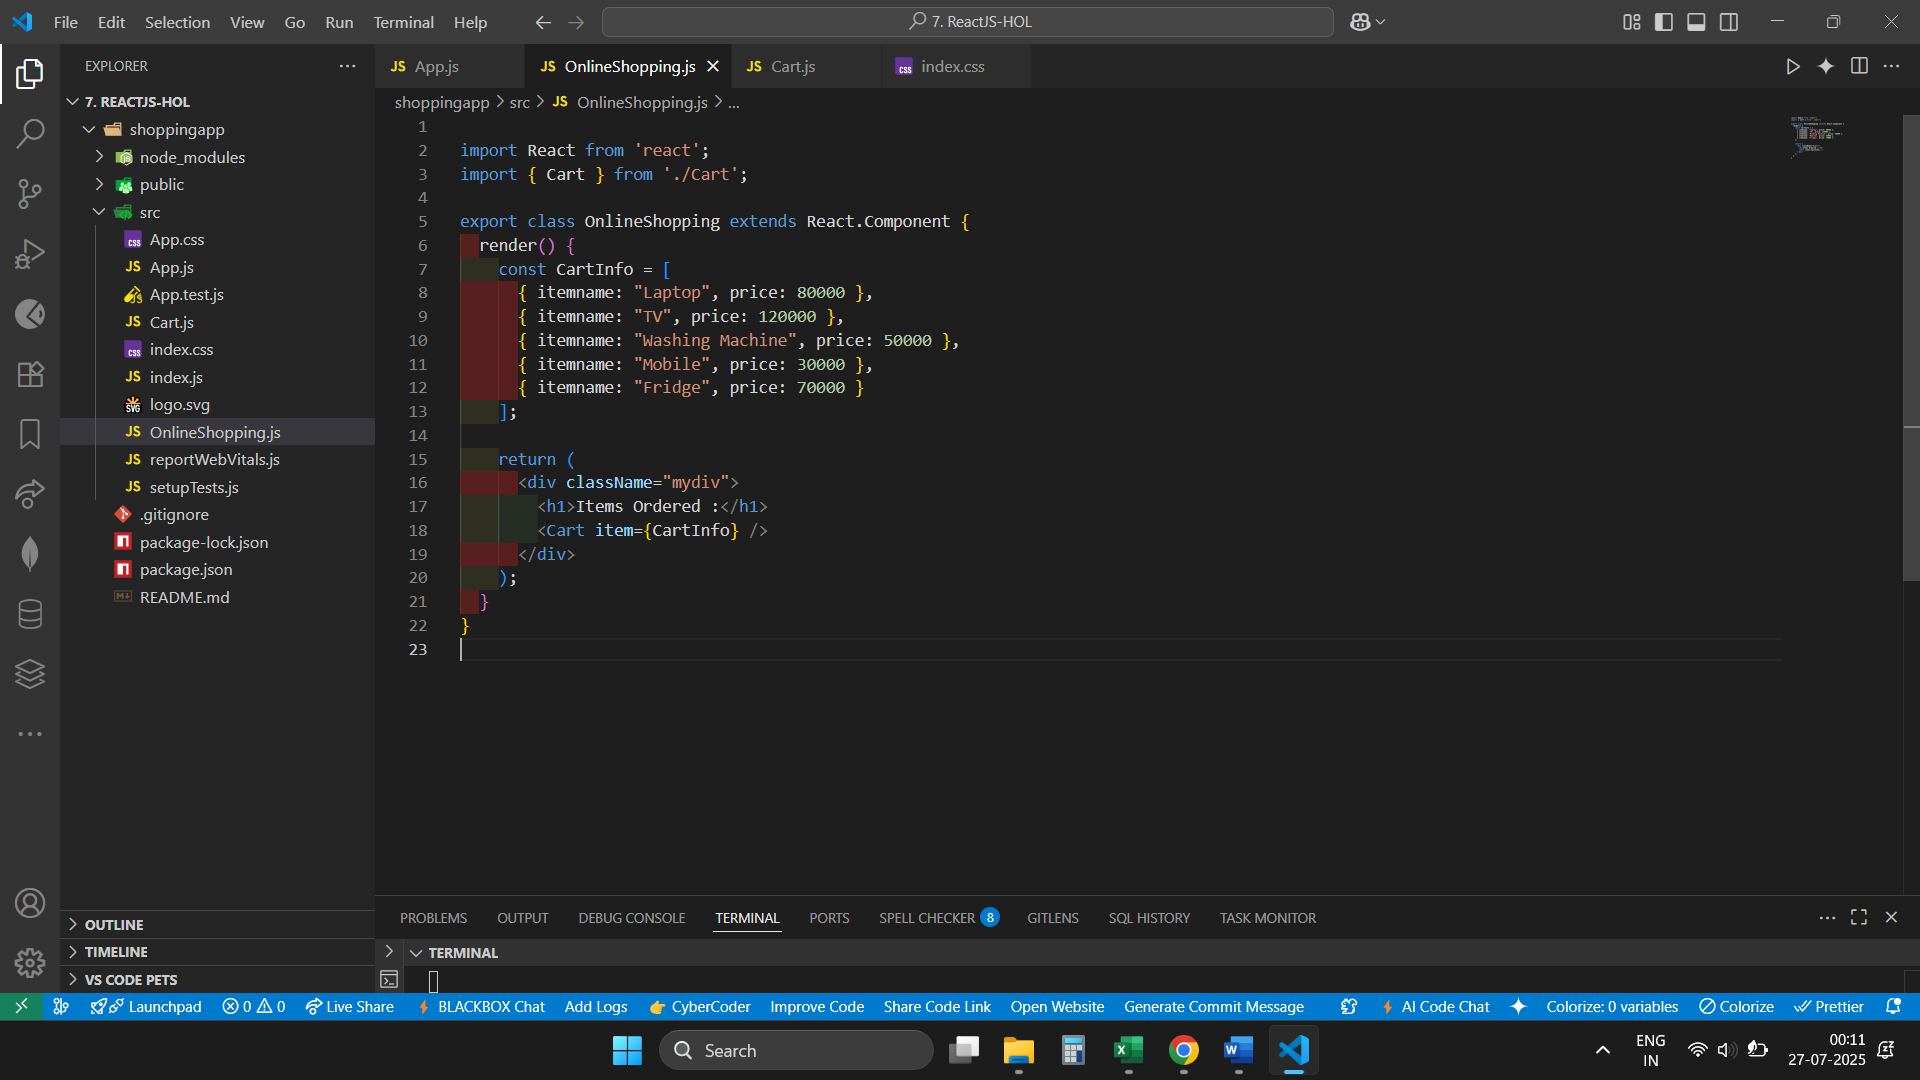 File Edit Selection View Go Run Terminal Help
7. ReactJS-HOL
EXPLORER
7. REACTJS-HOL
shoppingapp
node_modules
public
src
App.css
JS App.js
App.test.js
JS Cart.js
index.css
JS index.js
logo.svg
JS OnlineShopping.js
JS reportWebVitals.js
JS setupTests.js
.gitignore
package-lock.json
package.json
README.md
OUTLINE
TIMELINE
VS CODE PETS
JS App.js JS OnlineShopping.js JS Cart.js index.css
shoppingapp > src > JS OnlineShopping.js > ...
1
2 import React from 'react';
3 import { Cart } from './Cart';
4
5 export class OnlineShopping extends React.Component {
6 render() {
7 const CartInfo = [
8 { itemname: "Laptop", price: 80000 },
9 { itemname: "TV", price: 120000 },
10 { itemname: "Washing Machine", price: 50000 },
11 { itemname: "Mobile", price: 30000 },
12 { itemname: "Fridge", price: 70000 }
13 ];
14
15 return (
16 <div className="mydiv">
17 <h1>Items Ordered :</h1>
18 <Cart item={CartInfo} />
19 </div>
20 );
21 }
22 }
23
PROBLEMS OUTPUT DEBUG CONSOLE TERMINAL PORTS SPELL CHECKER 8 GITLENS SQL HISTORY TASK MONITOR
TERMINAL
Launchpad 0 0 Live Share BLACKBOX Chat Add Logs CyberCoder Improve Code Share Code Link Open Website Generate Commit Message AI Code Chat Colorize: 0 variables Colorize Prettier
Search
ENG
IN
00:11
27-07-2025